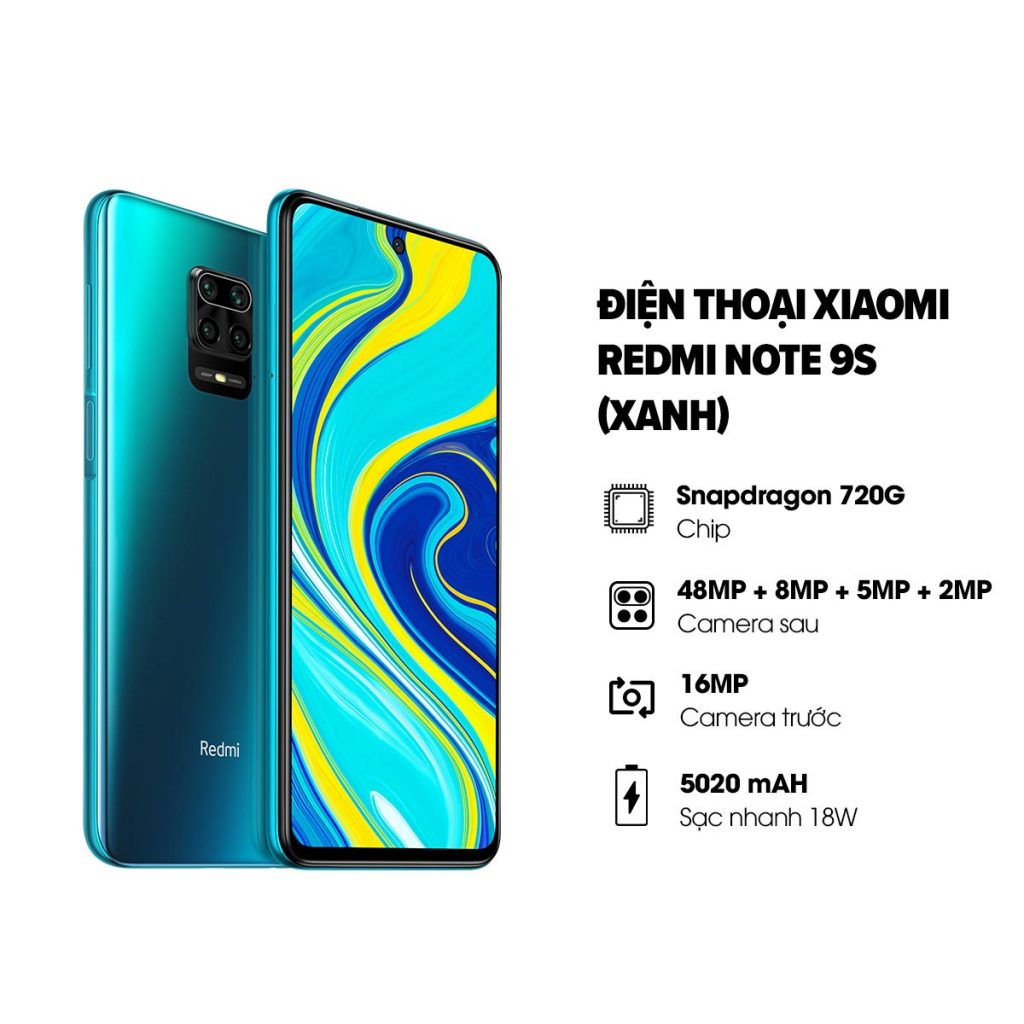 ĐIỆN THOẠI XIAOMI
REDMI NOTE 9S
(XANH)
Snapdragon 720G
Chip
48MP + 8MP + 5MP + 2MP
Camera sau
16MP
Camera trước
5020 mAH
Sạc nhanh 18W
Redmi